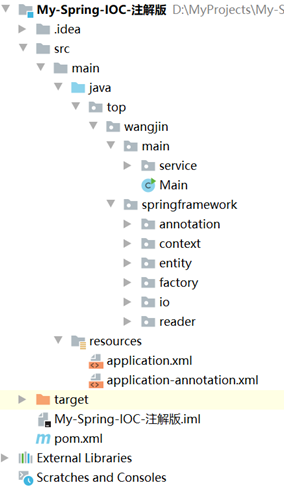 My-Spring-IOC-注解版 D:\MyProjects\My-S
.idea
src
main
java
top
wangjin
main
service
Main
springframework
annotation
context
entity
factory
io
reader
resources
application.xml
application-annotation.xml
target
My-Spring-IOC-注解版.iml
pom.xml
External Libraries
Scratches and Consoles